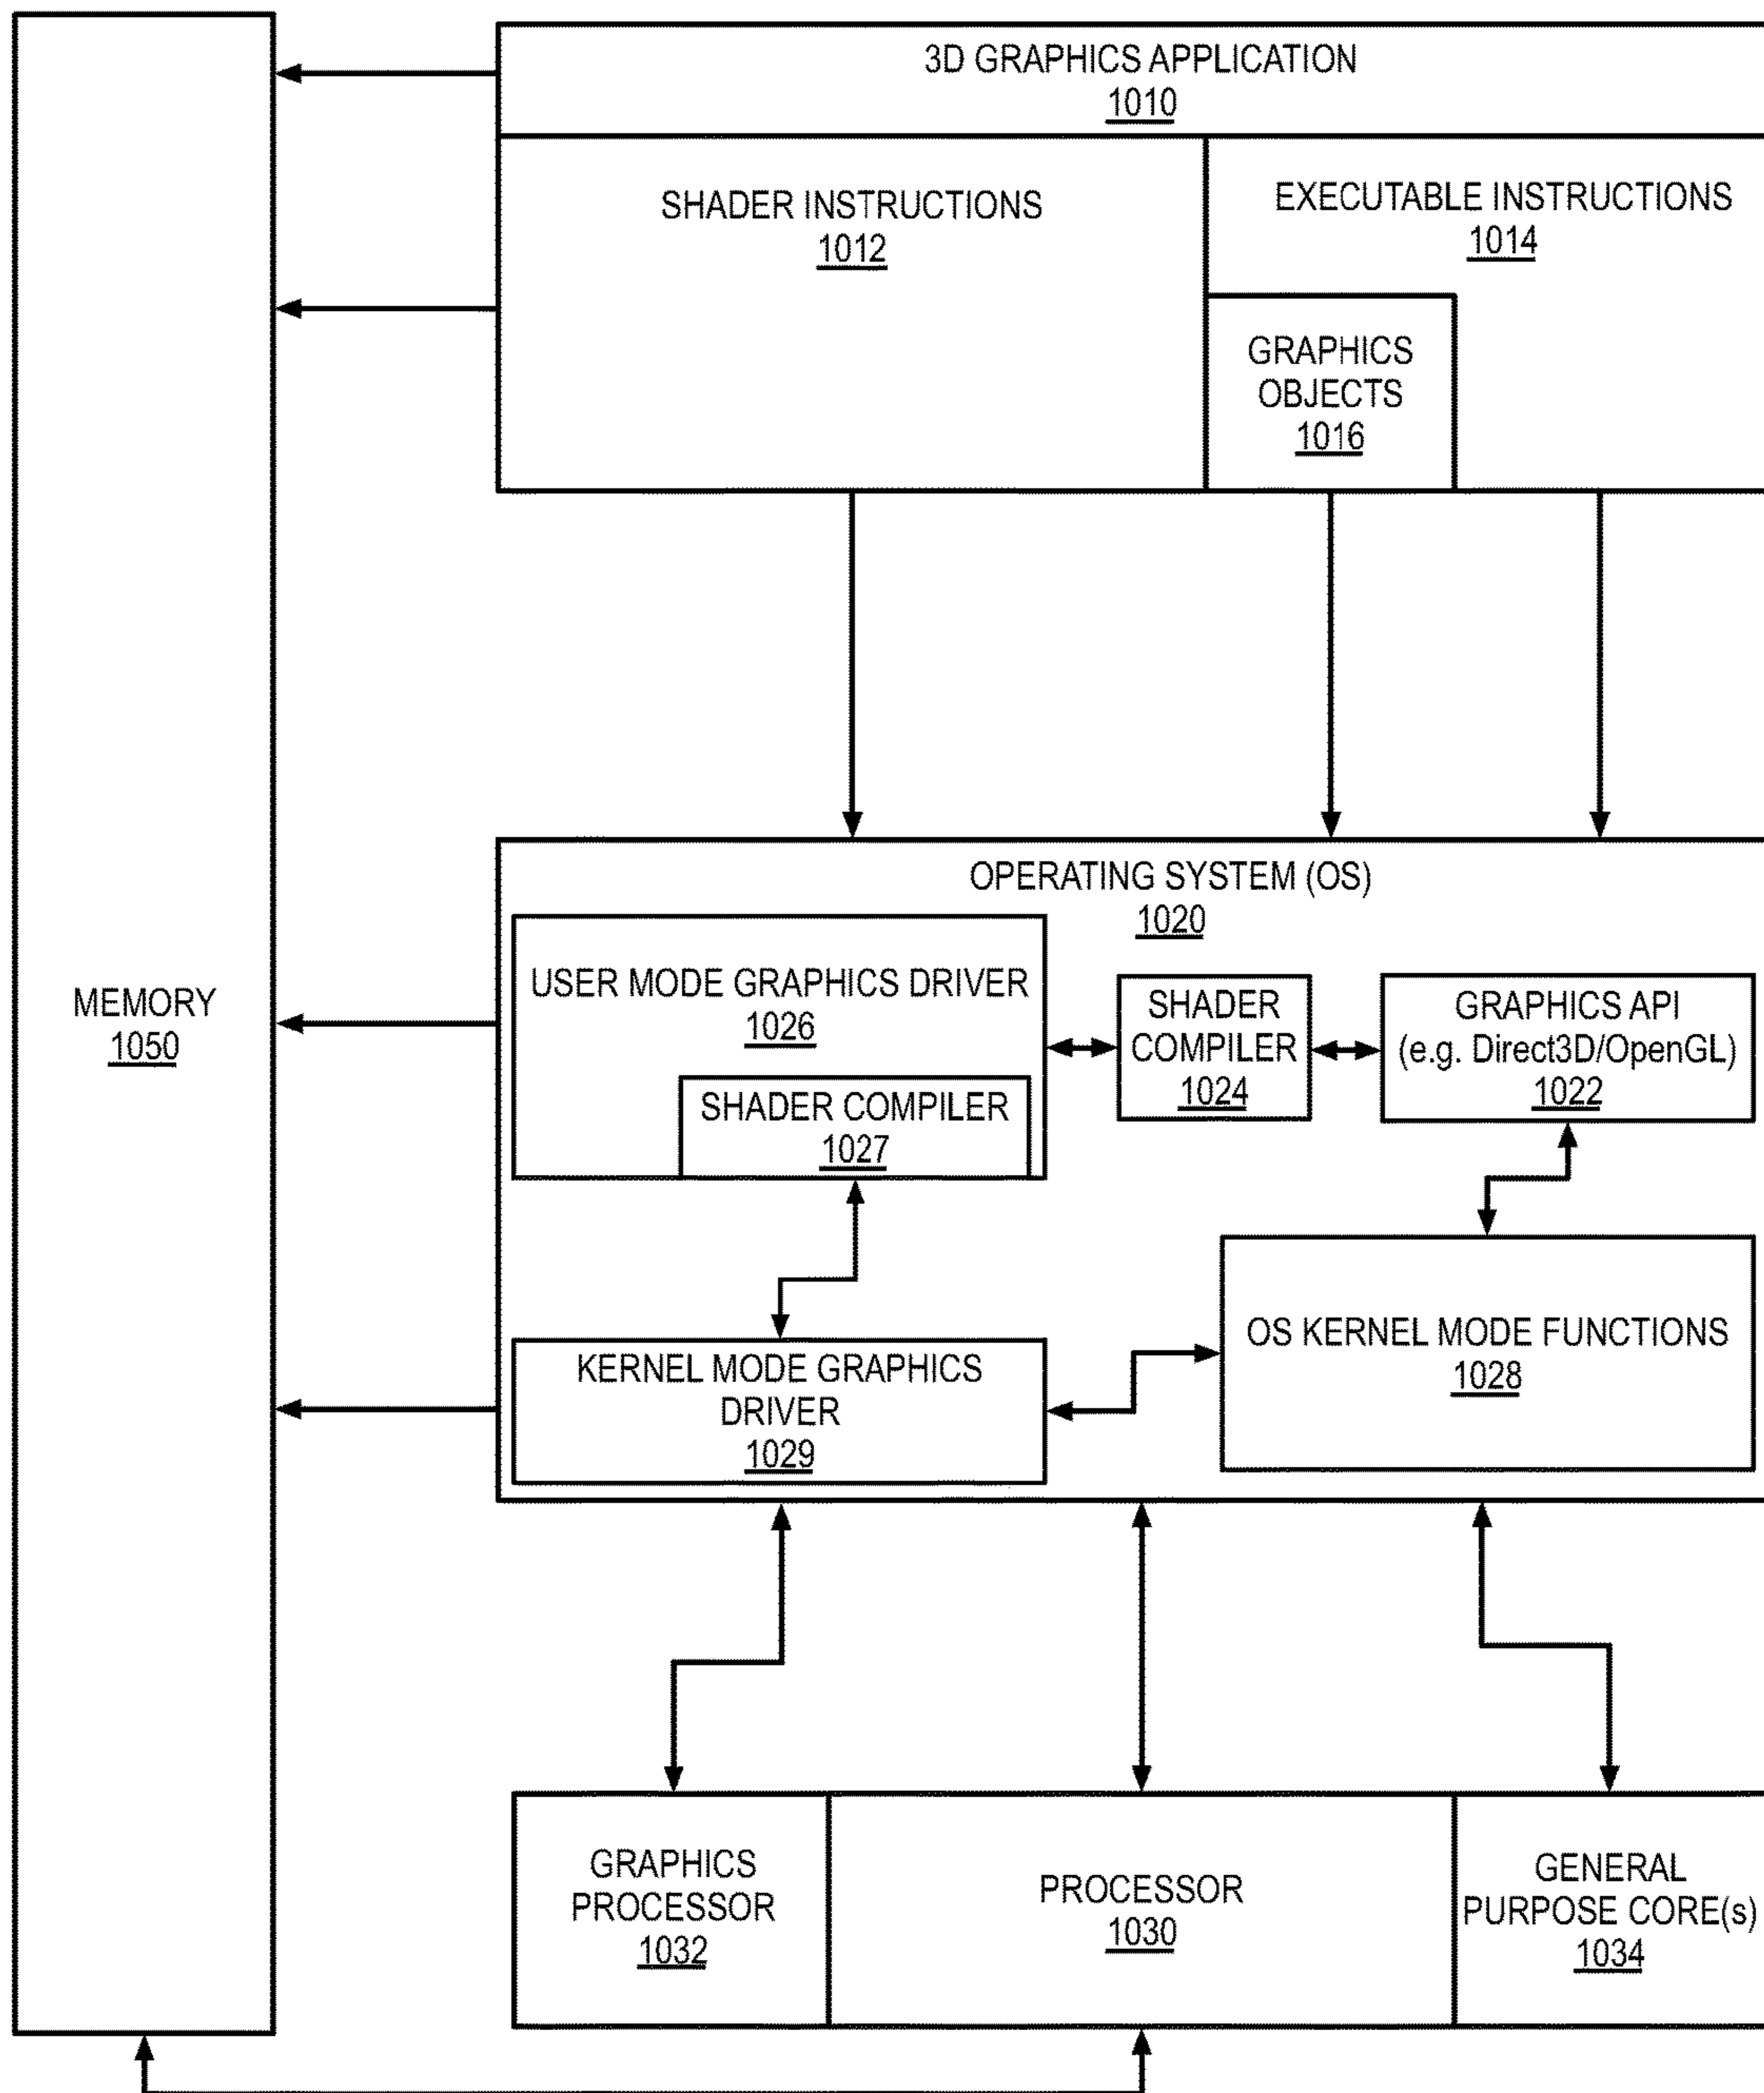 3D GRAPHICS APPLICATION
1010
SHADER INSTRUCTIONS
1012
EXECUTABLE INSTRUCTIONS
1014
GRAPHICS
OBJECTS
1016
MEMORY
1050
OPERATING SYSTEM (OS)
1020
USER MODE GRAPHICS DRIVER
1026
SHADER COMPILER
1027
SHADER
COMPILER
1024
GRAPHICS API
(e.g. Direct3D/OpenGL)
1022
KERNEL MODE GRAPHICS
DRIVER
1029
OS KERNEL MODE FUNCTIONS
1028
GRAPHICS
PROCESSOR
1032
PROCESSOR
1030
GENERAL
PURPOSE CORE(s)
1034